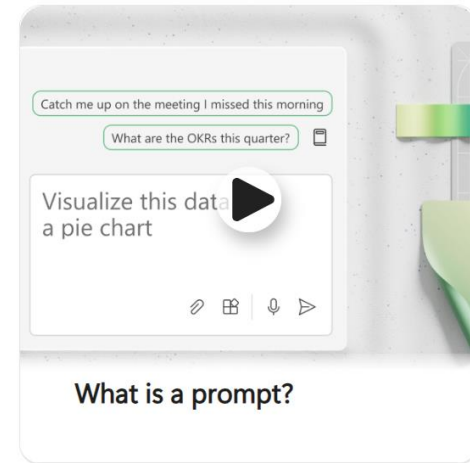 Catch me up on the meeting I missed this morning
What are the OKRs this quarter?
Visualize this data
a pie chart
What is a prompt?